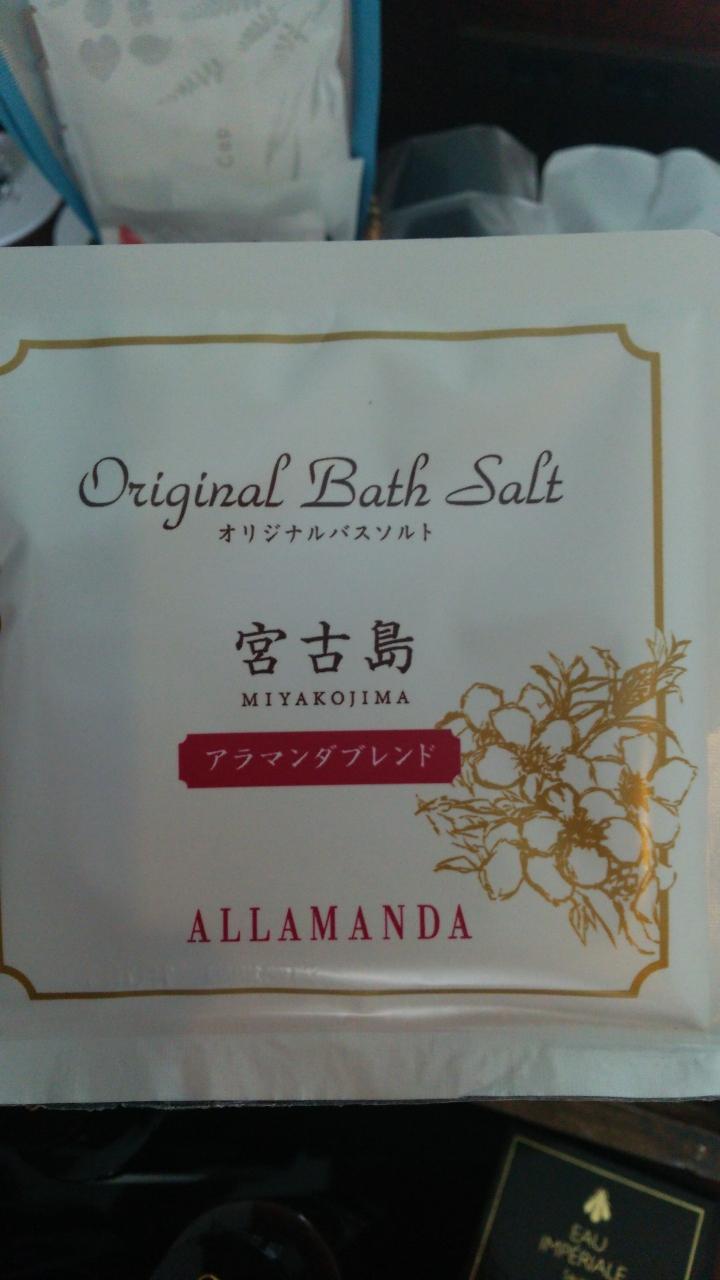 Original Bath Salt
オリジナルバスソルト
宮古島
MIYAKOJIMA
アラマンダブレンド
ALLAMANDA
EAU
IMPÉRIALE